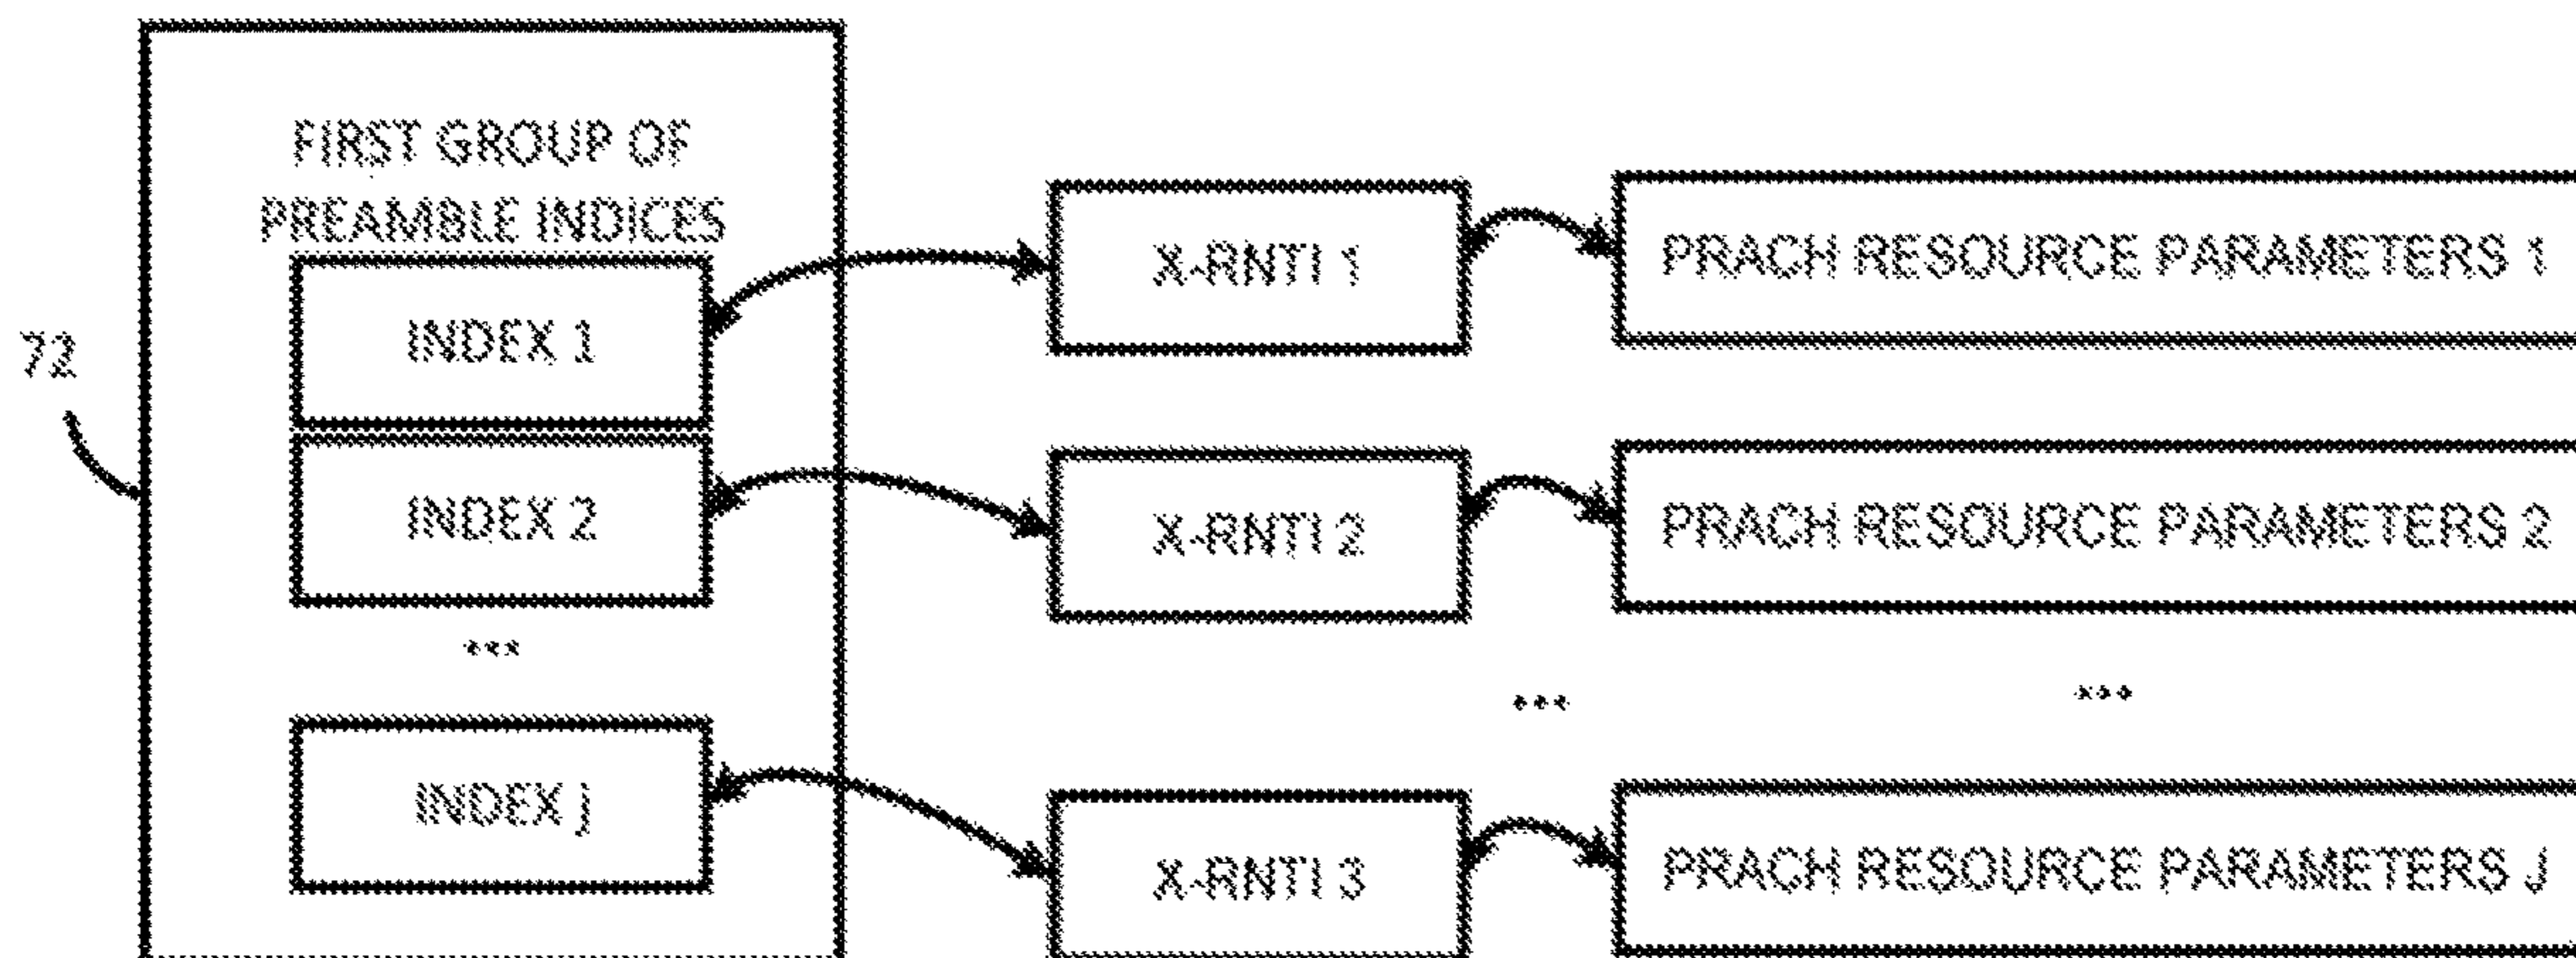 FIRST GROUP OF
PREAMBLE INDICES
72
INDEX 1
X-RNTI 1
PRACH RESOURCE PARAMETERS 1
INDEX 2
X-RNTI 2
PRACH RESOURCE PARAMETERS 2
...
...
...
INDEX J
X-RNTI 3
PRACH RESOURCE PARAMETERS J